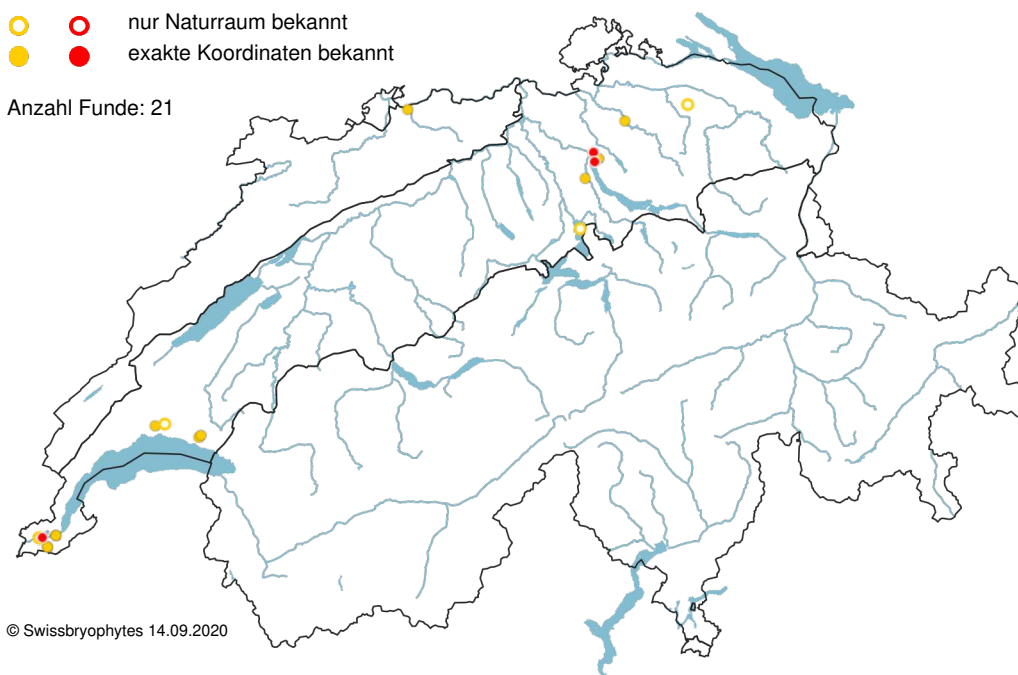 nur Naturraum bekannt
exakte Koordinaten bekannt
Anzahl Funde: 21
© Swissbryophytes 14.09.2020